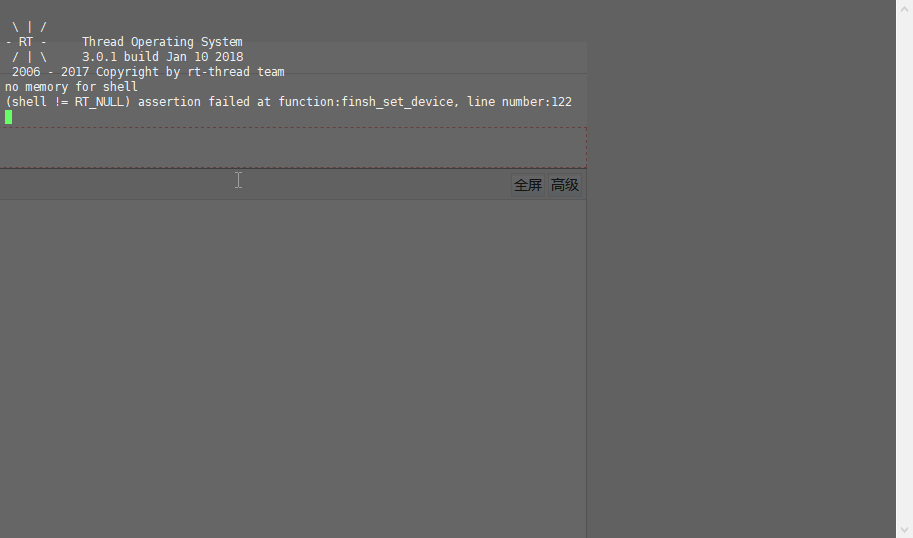 \ | /
- RT -     Thread Operating System
 / | \     3.0.1 build Jan 10 2018
 2006 - 2017 Copyright by rt-thread team
no memory for shell
(shell != RT_NULL) assertion failed at function:finsh_set_device, line number:122
全屏 高级